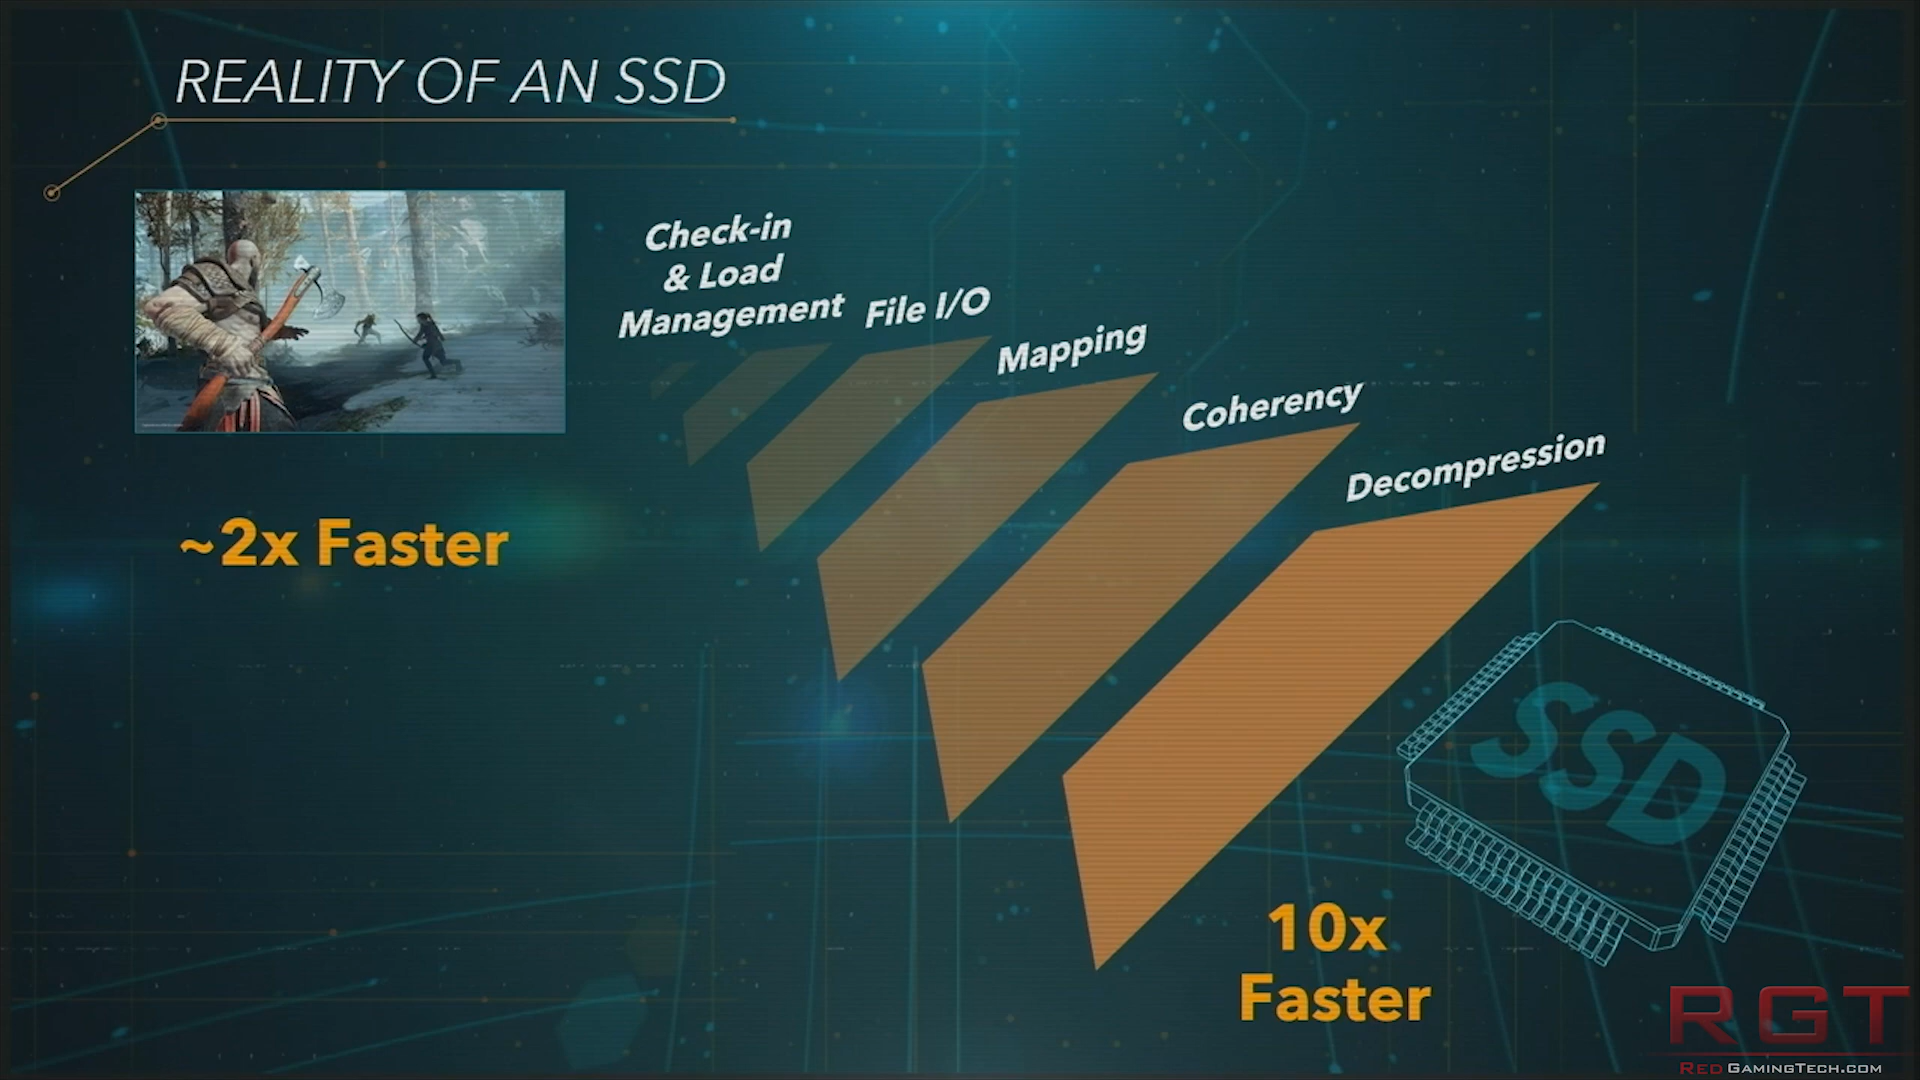 REALITY OF AN SSD
Check-in
& Load
Management
File I/O
Mapping
Coherency
Decompression
~2x Faster
SSD
10x
Faster
RGT
REDGAMINGTECH.COM